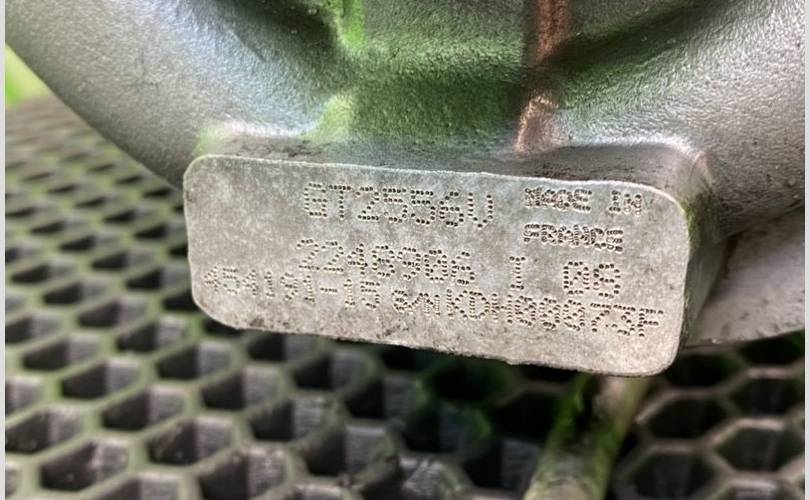 GT2556V MADE IN
FRANCE
2248906 I 08
454191-15 S/N KDH88873F